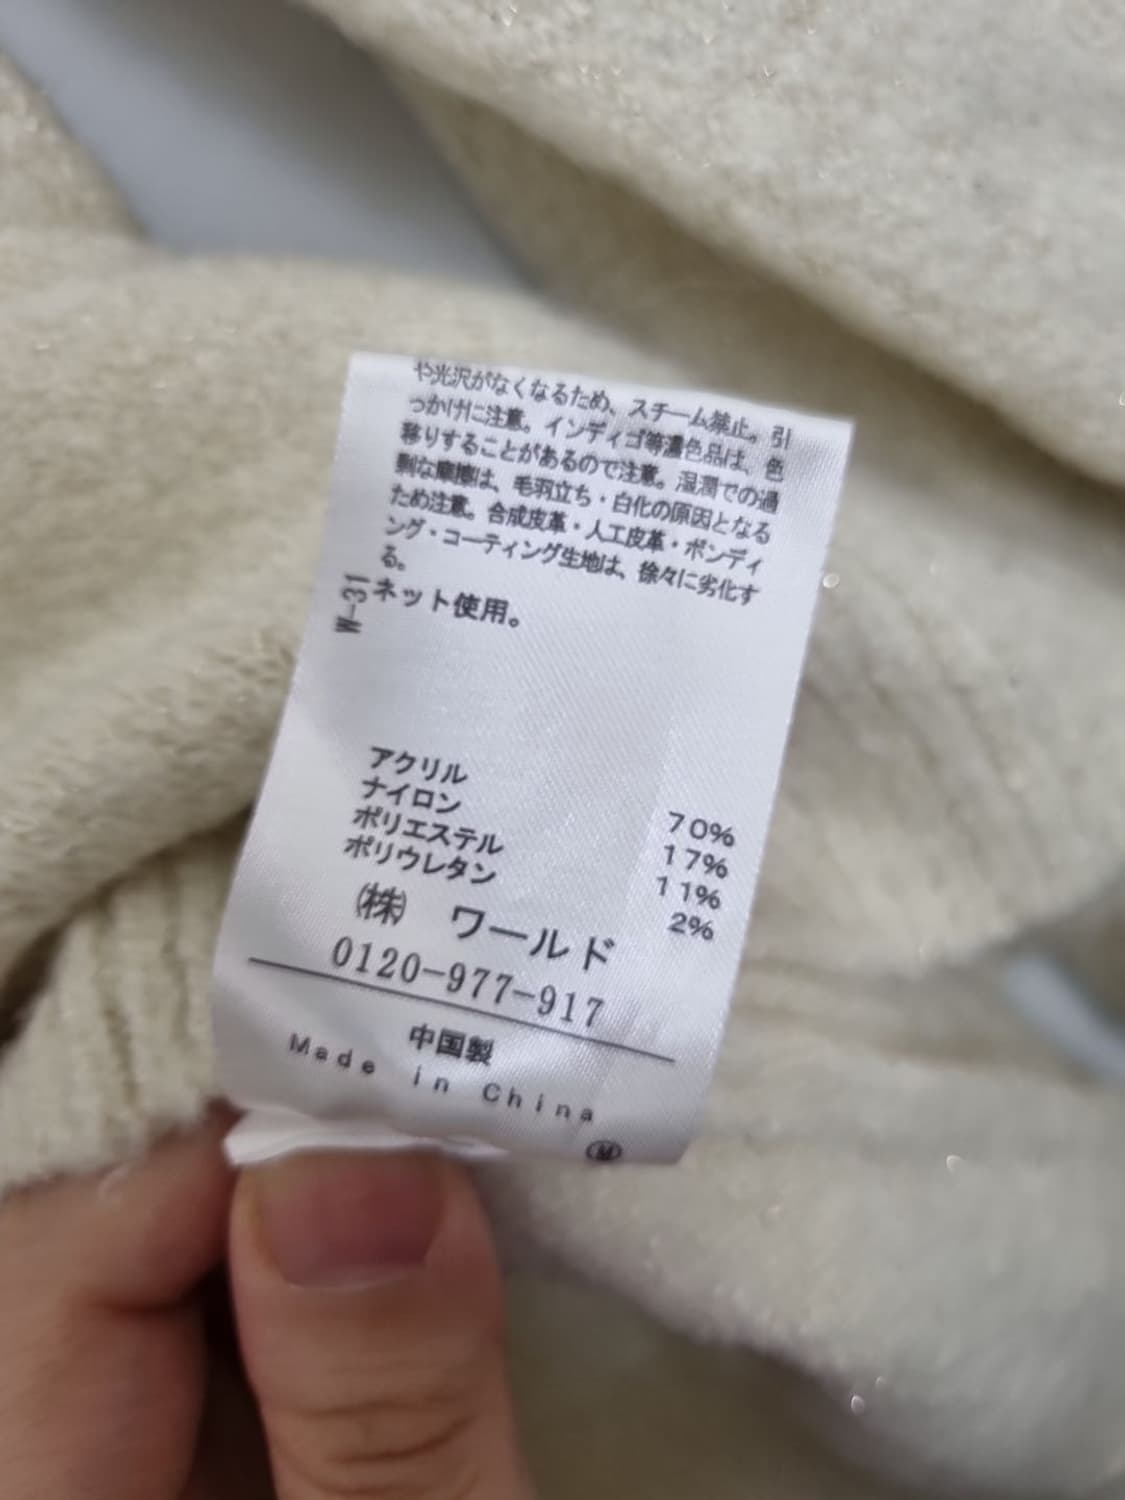 や光沢がなくなるため、スチーム禁止。引
っかけに注意。インディゴ等濃色品は、色
移りすることがあるので注意。湿潤での過
剰な摩擦は、毛羽立ち・白化の原因となる
ため注意。合成皮革・人工皮革・ボンディ
ング・コーティング生地は、徐々に劣化す
る。
ネット使用。
W-31
アクリル 70%
ナイロン 17%
ポリエステル 11%
ポリウレタン 2%
(株) ワールド
0120-977-917
中国製
Made in China
Ⓜ